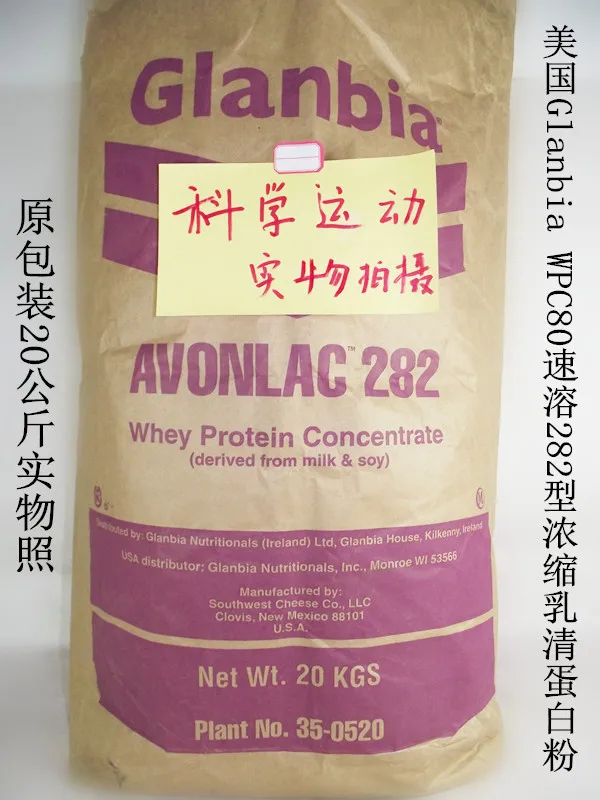 Glanbia
科学运动
实物拍摄
AVONLAC™ 282
Whey Protein Concentrate
(derived from milk & soy)
Distributed by: Glanbia Nutritionals (Ireland) Ltd, Glanbia House, Kilkenny, Ireland
USA distributor: Glanbia Nutritionals, Inc., Monroe WI 53566
Manufactured by:
Southwest Cheese Co., LLC
Clovis, New Mexico 88101
U.S.A.
Net Wt. 20 KGS
Plant No. 35-0520
美国Glanbia WPC80速溶282型浓缩乳清蛋白粉
原包装20公斤实物照